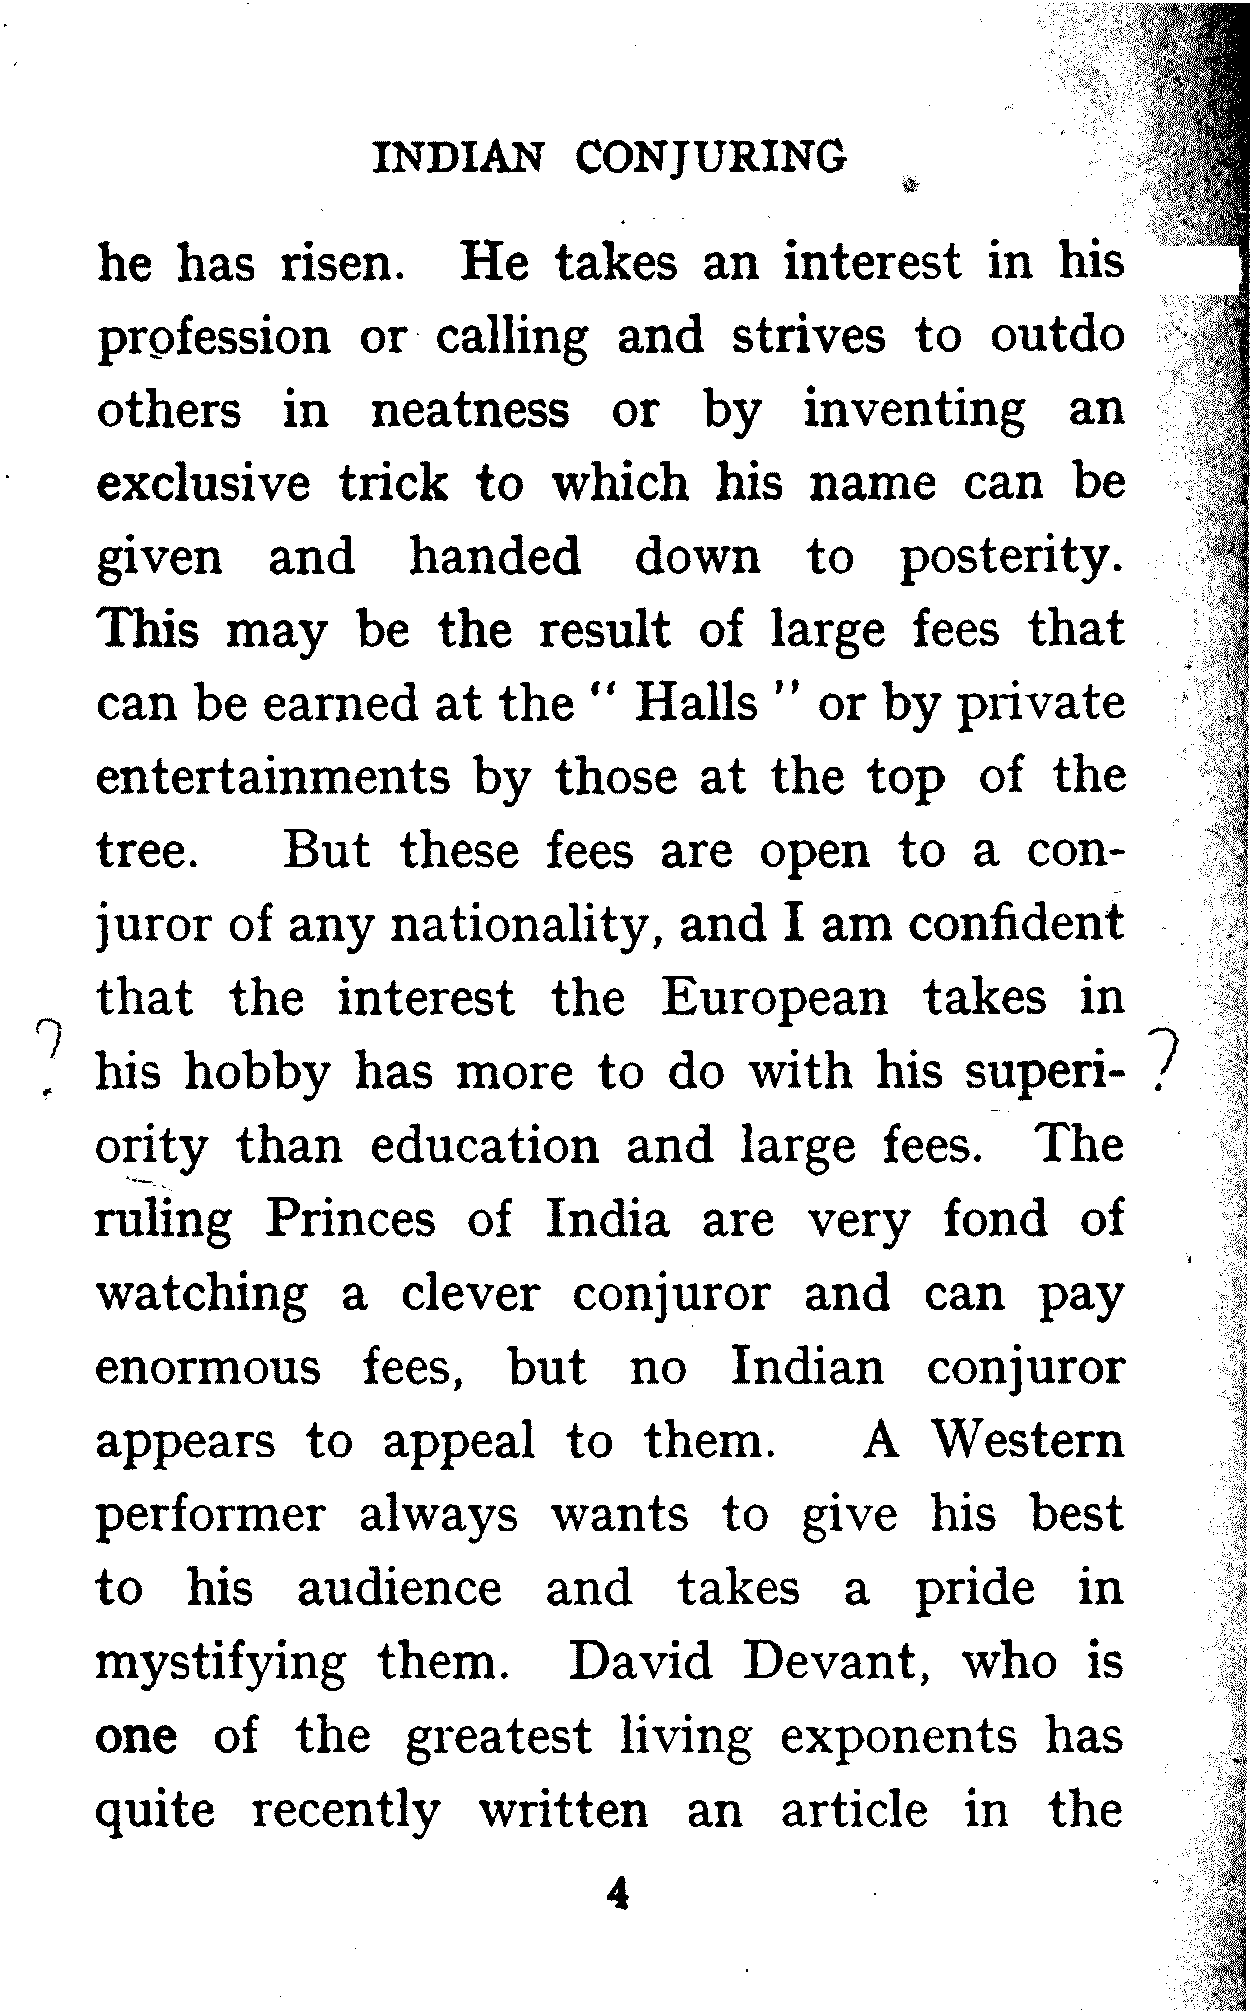 INDIAN CONJURING
he has risen. He takes an interest in his
profession or calling and strives to outdo
others in neatness or by inventing an
exclusive trick to which his name can be
given and handed down to posterity.
This may be the result of large fees that
can be earned at the “ Halls ” or by private
entertainments by those at the top of the
tree. But these fees are open to a con-
juror of any nationality, and I am confident
that the interest the European takes in
? his hobby has more to do with his superi- ?
ority than education and large fees. The
ruling Princes of India are very fond of
watching a clever conjuror and can pay
enormous fees, but no Indian conjuror
appears to appeal to them. A Western
performer always wants to give his best
to his audience and takes a pride in
mystifying them. David Devant, who is
one of the greatest living exponents has
quite recently written an article in the
4